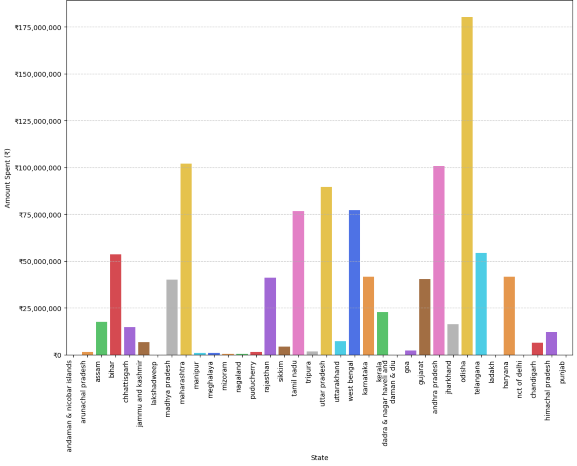 ₹175,000,000
₹150,000,000
₹125,000,000
₹100,000,000
₹75,000,000
₹50,000,000
₹25,000,000
₹0
Amount Spent (₹)
andaman & nicobar islands
arunachal pradesh
assam
bihar
chhattisgarh
jammu and kashmir
lakshadweep
madhya pradesh
maharashtra
manipur
meghalaya
mizoram
nagaland
puducherry
rajasthan
sikkim
tamil nadu
tripura
uttar pradesh
uttarakhand
west bengal
karnataka
kerala
dadra & nagar haveli and
daman & diu
goa
gujarat
andhra pradesh
jharkhand
odisha
telangana
ladakh
haryana
nct of delhi
chandigarh
himachal pradesh
punjab
State